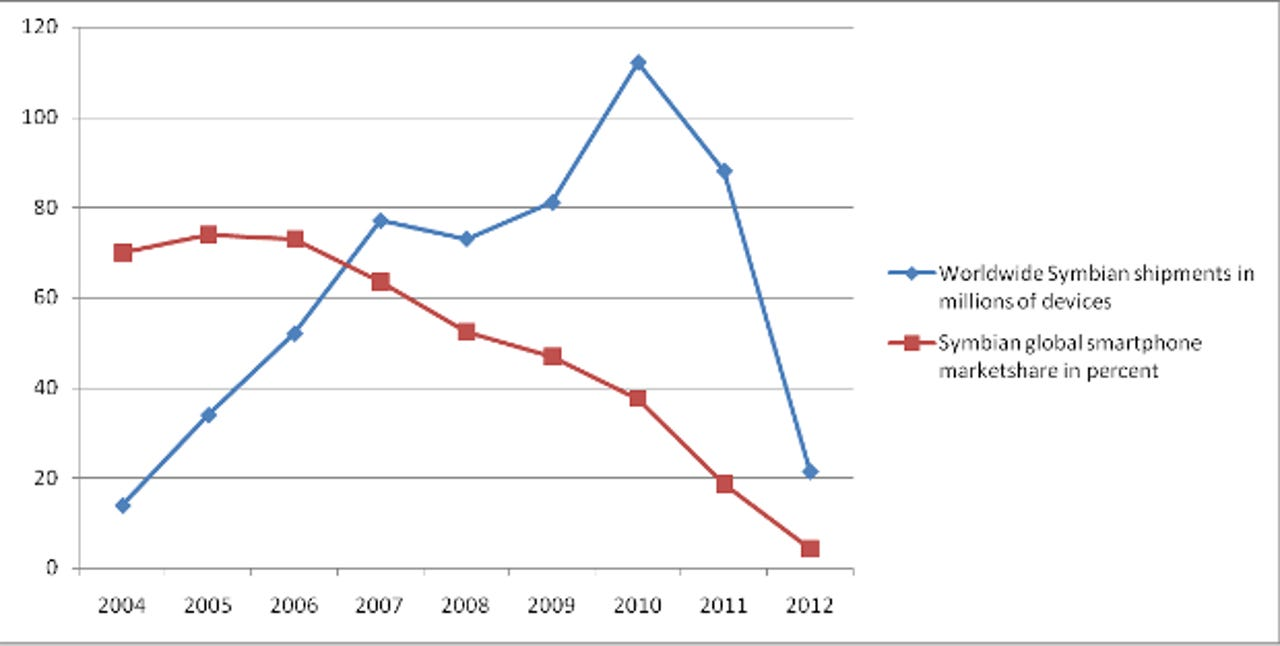 120
100
80
60
40
20
0
2004 2005 2006 2007 2008 2009 2010 2011 2012
Worldwide Symbian shipments in
millions of devices
Symbian global smartphone
marketshare in percent